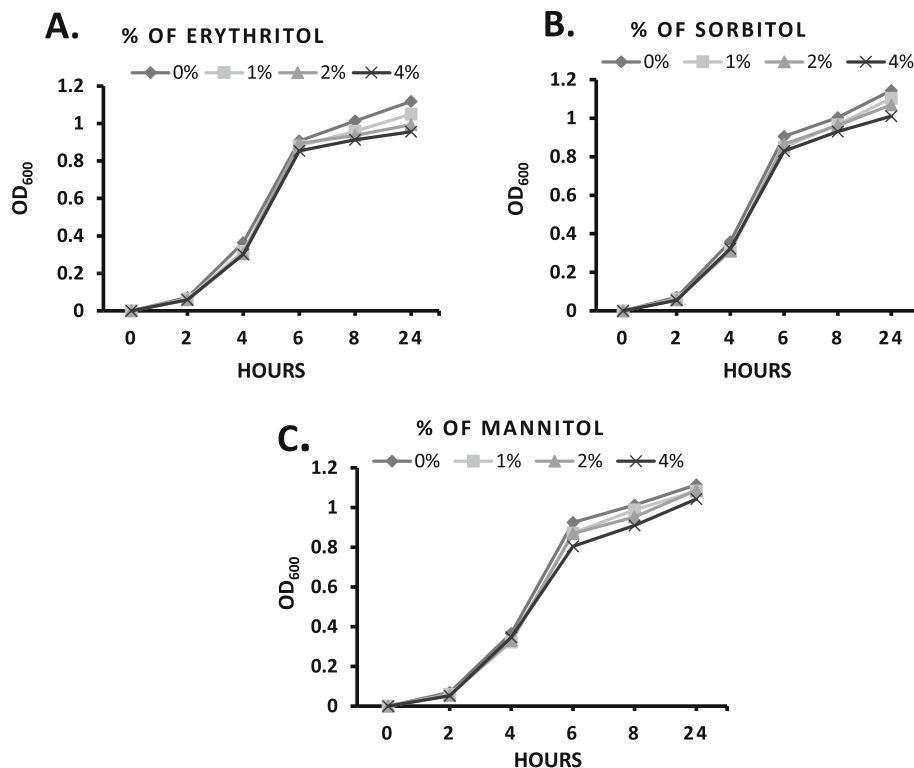 A.
% OF ERYTHRITOL
0% 1% 2% 4%
1.2
1
0.8
0.6
0.4
0.2
0
OD600
0 2 4 6 8 24
HOURS
B.
% OF SORBITOL
0% 1% 2% 4%
1.2
1
0.8
0.6
0.4
0.2
0
OD600
0 2 4 6 8 24
HOURS
C.
% OF MANNITOL
0% 1% 2% 4%
1.2
1
0.8
0.6
0.4
0.2
0
OD600
0 2 4 6 8 24
HOURS